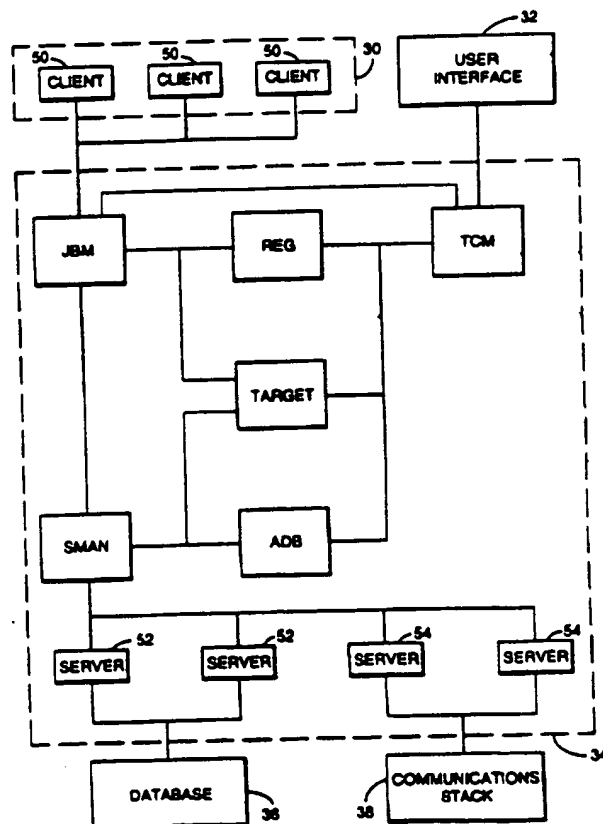 32
50
50
50
30
CLIENT
CLIENT
CLIENT
USER
INTERFACE
JBM
REG
TCM
TARGET
SMAN
ADB
52
52
54
54
SERVER
SERVER
SERVER
SERVER
34
DATABASE
36
38
COMMUNICATIONS
STACK